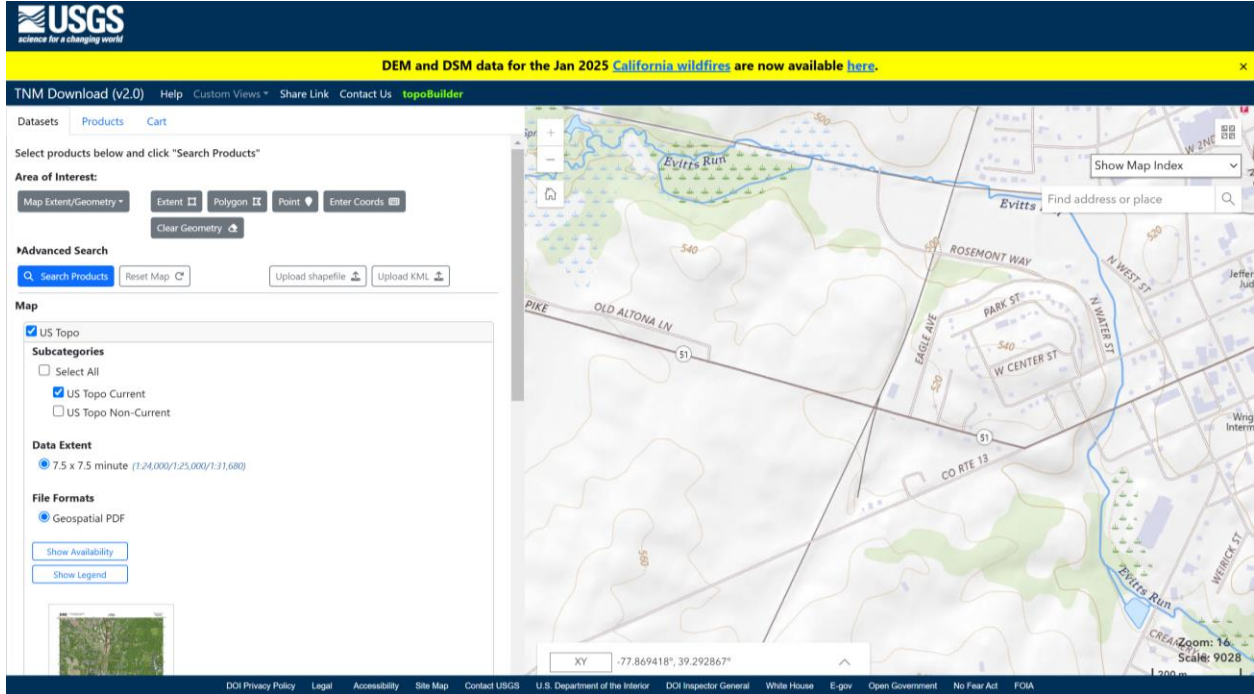 USGS
science for a changing world
DEM and DSM data for the Jan 2025 California wildfires are now available here.
×
TNM Download (v2.0) Help Custom Views Share Link Contact Us topoBuilder
Datasets Products Cart
Select products below and click "Search Products"
Area of Interest:
Map Extent/Geometry Extent Polygon Point Enter Coords
Clear Geometry
Advanced Search
Search Products Reset Map Upload shapefile Upload KML
Map
US Topo
Subcategories
Select All
US Topo Current
US Topo Non-Current
Data Extent
7.5 x 7.5 minute (1:24,000/1:25,000/1:31,680)
File Formats
Geospatial PDF
Show Availability
Show Legend
+
−
500
W 2ND
Show Map Index
Find address or place
Evitts Run
Evitts
540
500
520
ROSEMONT WAY
N WEST ST
Jeffer
Jud
PIKE
OLD ALTONA LN
51
EAGLE AVE
PARK ST
N WATER ST
540
W CENTER ST
520
51
Wrig
Interm
CO RTE 13
560
WEIRICK ST
Evitts Run
CREAMERY
Zoom: 16
Scale: 9028
200 m
XY -77.869418°, 39.292867°
DOI Privacy Policy Legal Accessibility Site Map Contact USGS U.S. Department of the Interior DOI Inspector General White House E-gov Open Government No Fear Act FOIA